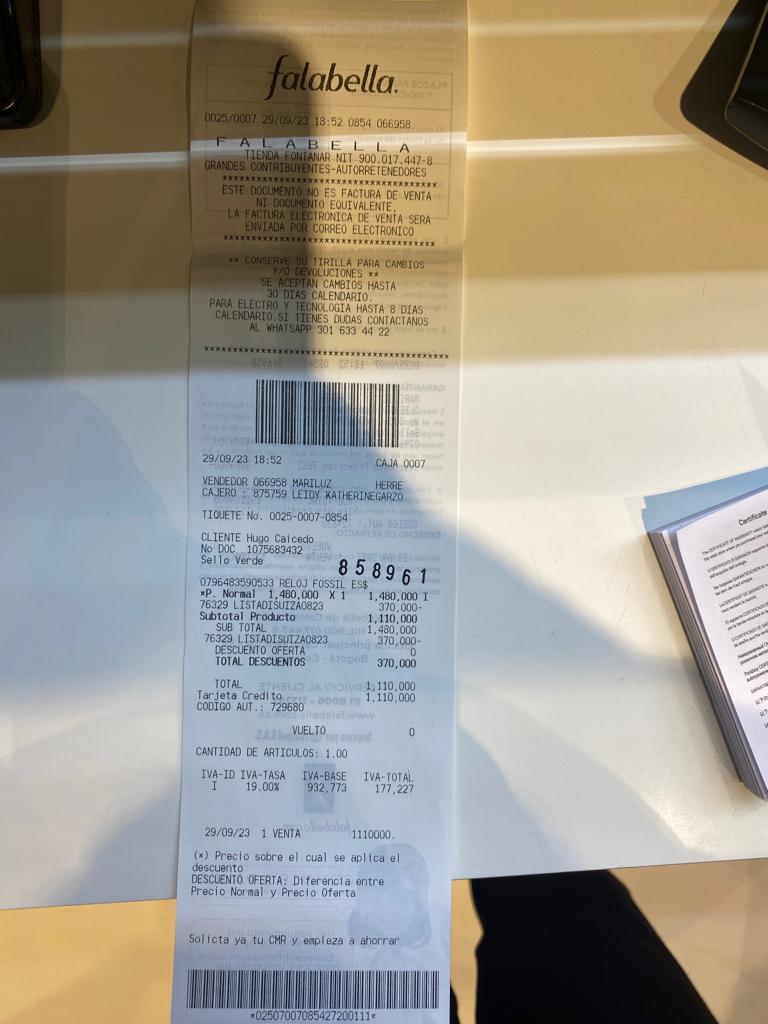 falabella.
0025/0007 29/09/23 18:52 0854 066958
FALABELLA
TIENDA FONTANAR NIT 900.017.447-8
GRANDES CONTRIBUYENTES-AUTORRETENEDORES
****************************************
ESTE DOCUMENTO NO ES FACTURA DE VENTA
NI DOCUMENTO EQUIVALENTE,
LA FACTURA ELECTRONICA DE VENTA SERA
ENVIADA POR CORREO ELECTRONICO
****************************************
** CONSERVE SU TIRILLA PARA CAMBIOS
Y/O DEVOLUCIONES **
SE ACEPTAN CAMBIOS HASTA
30 DIAS CALENDARIO.
PARA ELECTRO Y TECNOLOGIA HASTA 8 DIAS
CALENDARIO.SI TIENES DUDAS CONTACTANOS
AL WHATSAPP 301 633 44 22
****************************************
29/09/23 18:52 CAJA 0007
VENDEDOR 066958 MARILUZ HERRE
CAJERO : 875759 LEIDY KATHERINEGARZO
TIQUETE No. 0025-0007-0854
CLIENTE Hugo Caicedo
No DOC 1075683432
Sello Verde 858961
0796483590533 RELOJ FOSSIL ES$
*P. Normal 1,480,000 X 1 1,480,000 I
76329 LISTADISUIZA0823 370,000-
Subtotal Producto 1,110,000
SUB TOTAL 1,480,000
76329 LISTADISUIZA0823 370,000-
DESCUENTO OFERTA 0
TOTAL DESCUENTOS 370,000
TOTAL 1,110,000
Tarjeta Credito 1,110,000
CODIGO AUT.: 729680
VUELTO 0
CANTIDAD DE ARTICULOS: 1.00
IVA-ID IVA-TASA IVA-BASE IVA-TOTAL
I 19.00% 932,773 177,227
29/09/23 1 VENTA 1110000.
(*) Precio sobre el cual se aplica el
descuento
DESCUENTO OFERTA: Diferencia entre
Precio Normal y Precio Oferta
Solicta ya tu CMR y empieza a ahorrar
*02507007085427200111*
Certificate